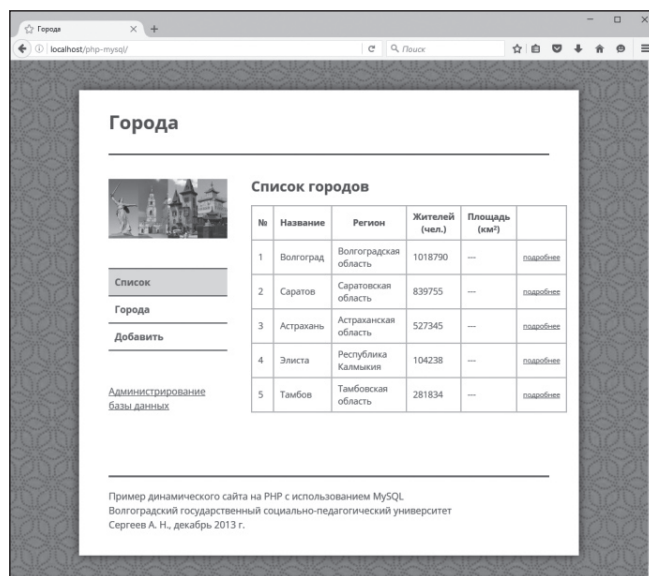 Города
localhost/php-mysql/
Поиск
Города
Список городов
№ Название Регион Жителей (чел.) Площадь (км²)
1 Волгоград Волгоградская область 1018790 --- подробнее
2 Саратов Саратовская область 839755 --- подробнее
3 Астрахань Астраханская область 527345 --- подробнее
4 Элиста Республика Калмыкия 104238 --- подробнее
5 Тамбов Тамбовская область 281834 --- подробнее
Список
Города
Добавить
Администрирование
базы данных
Пример динамического сайта на PHP с использованием MySQL
Волгоградский государственный социально-педагогический университет
Сергеев А. Н., декабрь 2013 г.